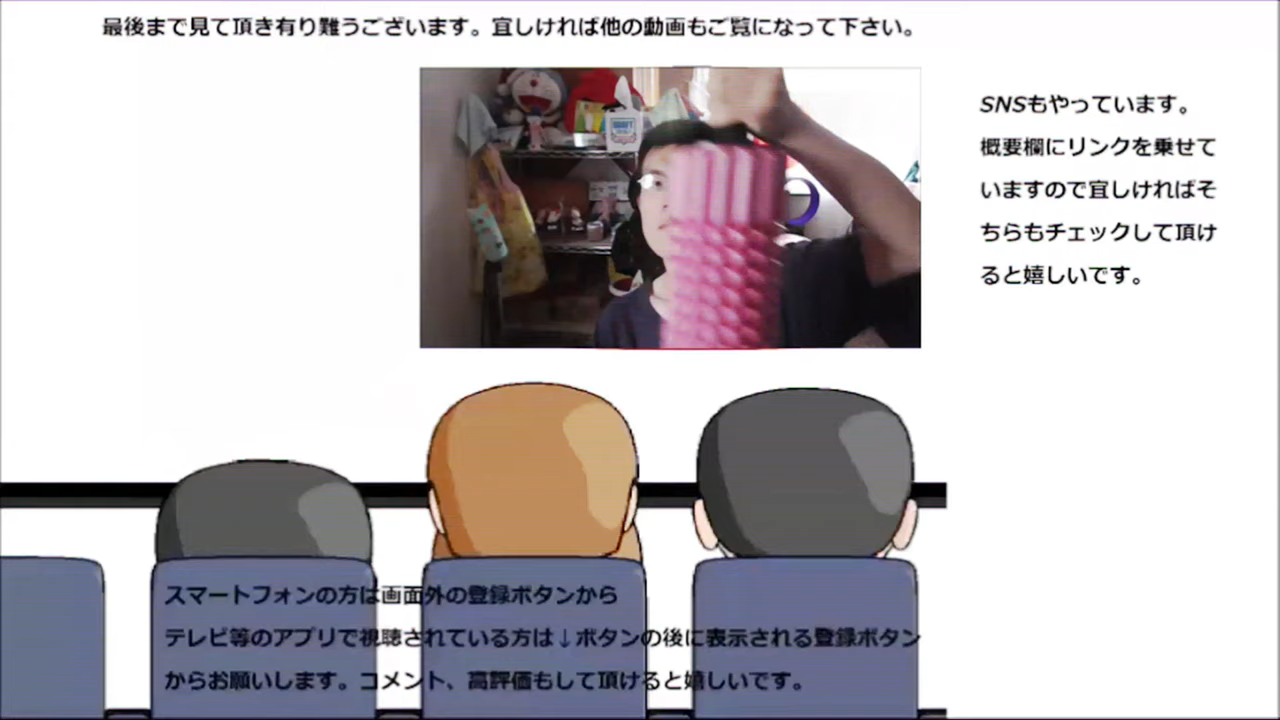 最後まで見て頂き有り難うございます。宜しければ他の動画もご覧になって下さい。
SNSもやっています。
概要欄にリンクを乗せて
いますので宜しければそ
ちらもチェックして頂け
ると嬉しいです。
スマートフォンの方は画面外の登録ボタンから
テレビ等のアプリで視聴されている方は↓ボタンの後に表示される登録ボタン
からお願いします。コメント、高評価もして頂けると嬉しいです。